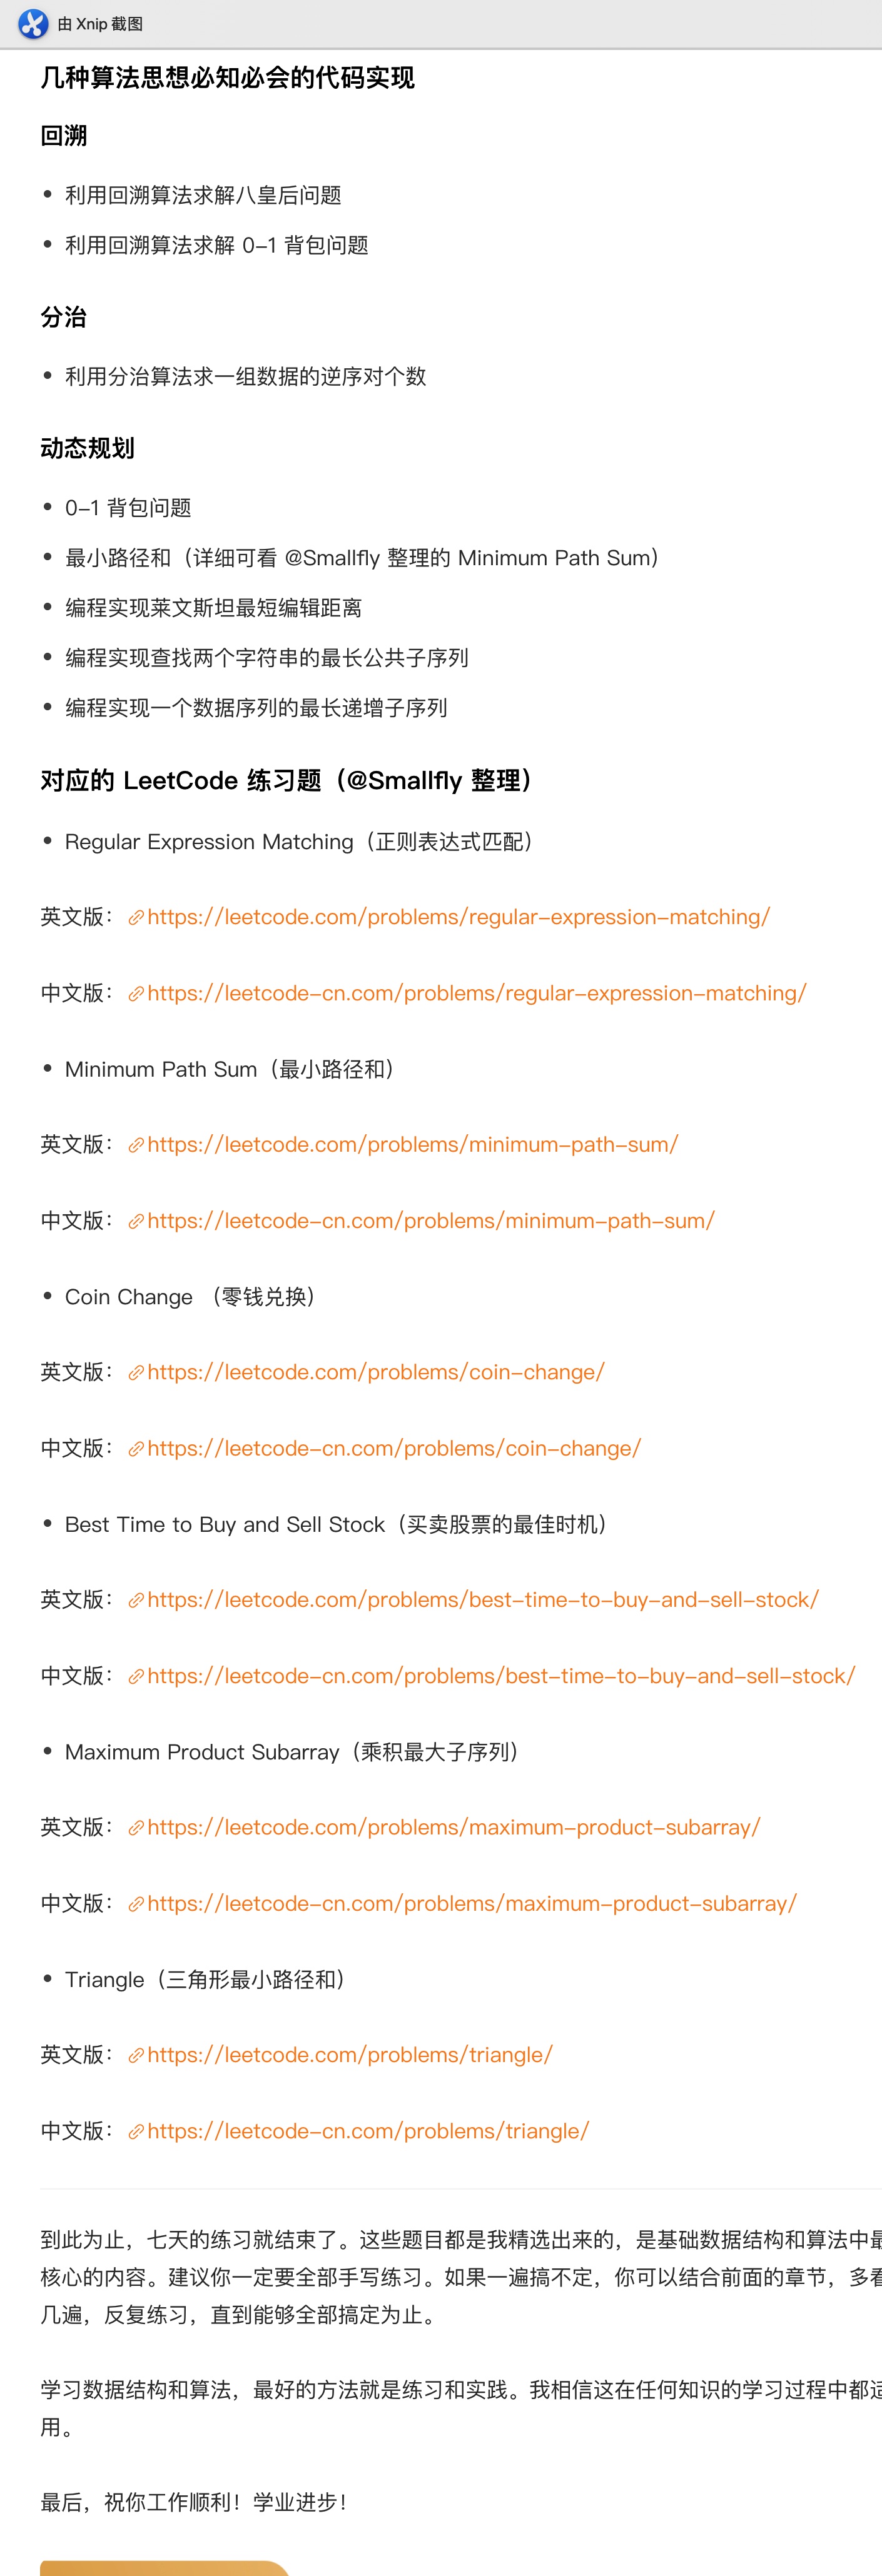 由 Xnip 截图
几种算法思想必知必会的代码实现
回溯
• 利用回溯算法求解八皇后问题
• 利用回溯算法求解 0-1 背包问题
分治
• 利用分治算法求一组数据的逆序对个数
动态规划
• 0-1 背包问题
• 最小路径和（详细可看 @Smallfly 整理的 Minimum Path Sum）
• 编程实现莱文斯坦最短编辑距离
• 编程实现查找两个字符串的最长公共子序列
• 编程实现一个数据序列的最长递增子序列
对应的 LeetCode 练习题（@Smallfly 整理）
• Regular Expression Matching（正则表达式匹配）
英文版：https://leetcode.com/problems/regular-expression-matching/
中文版：https://leetcode-cn.com/problems/regular-expression-matching/
• Minimum Path Sum（最小路径和）
英文版：https://leetcode.com/problems/minimum-path-sum/
中文版：https://leetcode-cn.com/problems/minimum-path-sum/
• Coin Change （零钱兑换）
英文版：https://leetcode.com/problems/coin-change/
中文版：https://leetcode-cn.com/problems/coin-change/
• Best Time to Buy and Sell Stock（买卖股票的最佳时机）
英文版：https://leetcode.com/problems/best-time-to-buy-and-sell-stock/
中文版：https://leetcode-cn.com/problems/best-time-to-buy-and-sell-stock/
• Maximum Product Subarray（乘积最大子序列）
英文版：https://leetcode.com/problems/maximum-product-subarray/
中文版：https://leetcode-cn.com/problems/maximum-product-subarray/
• Triangle（三角形最小路径和）
英文版：https://leetcode.com/problems/triangle/
中文版：https://leetcode-cn.com/problems/triangle/
到此为止，七天的练习就结束了。这些题目都是我精选出来的，是基础数据结构和算法中最
核心的内容。建议你一定要全部手写练习。如果一遍搞不定，你可以结合前面的章节，多看
几遍，反复练习，直到能够全部搞定为止。
学习数据结构和算法，最好的方法就是练习和实践。我相信这在任何知识的学习过程中都适
用。
最后，祝你工作顺利！学业进步！